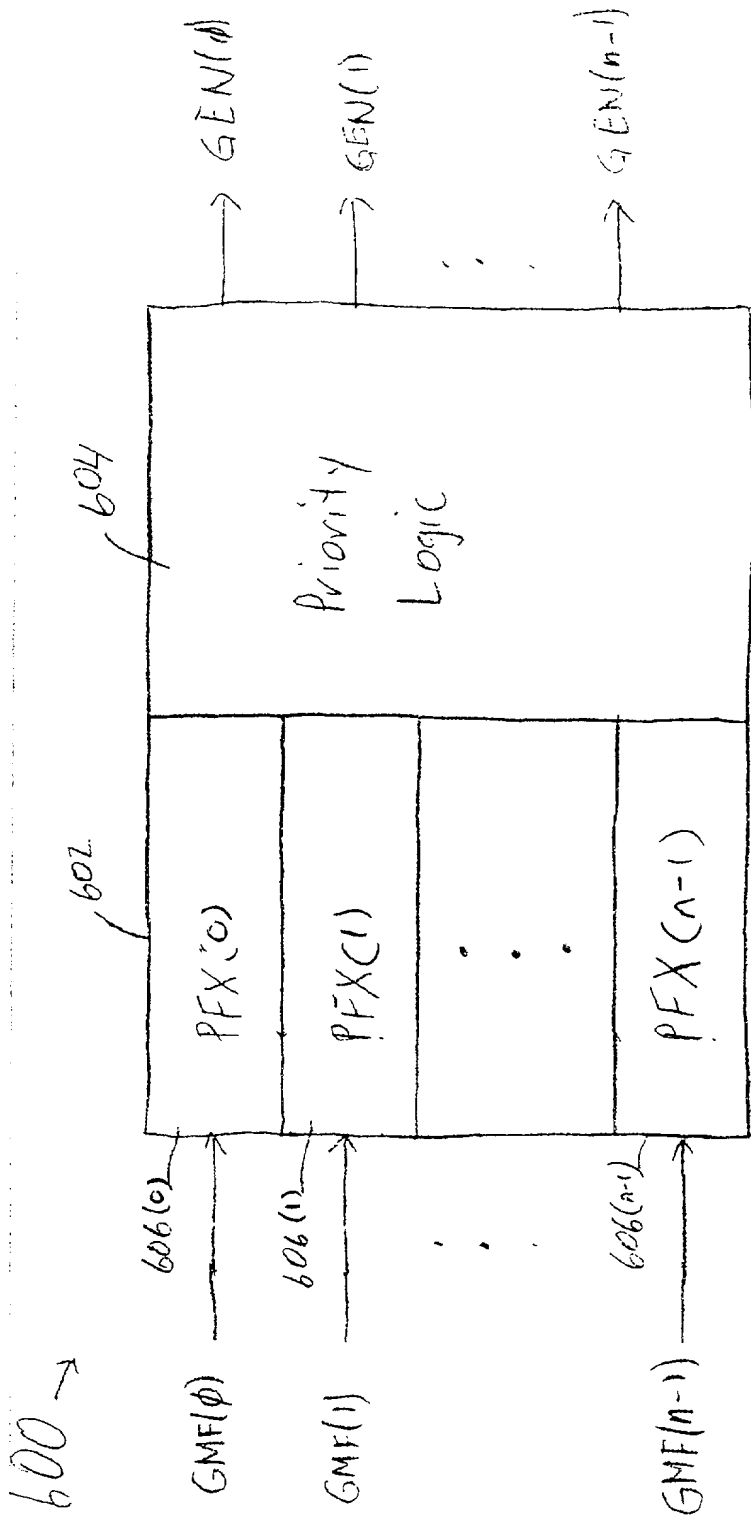 600
602
604
606(0)
GMF(φ)
PFX(0)
Priority
Logic
GEN(φ)
606(1)
GMF(1)
PFX(1)
GEN(1)
606(n-1)
GMF(n-1)
PFX(n-1)
GEN(n-1)